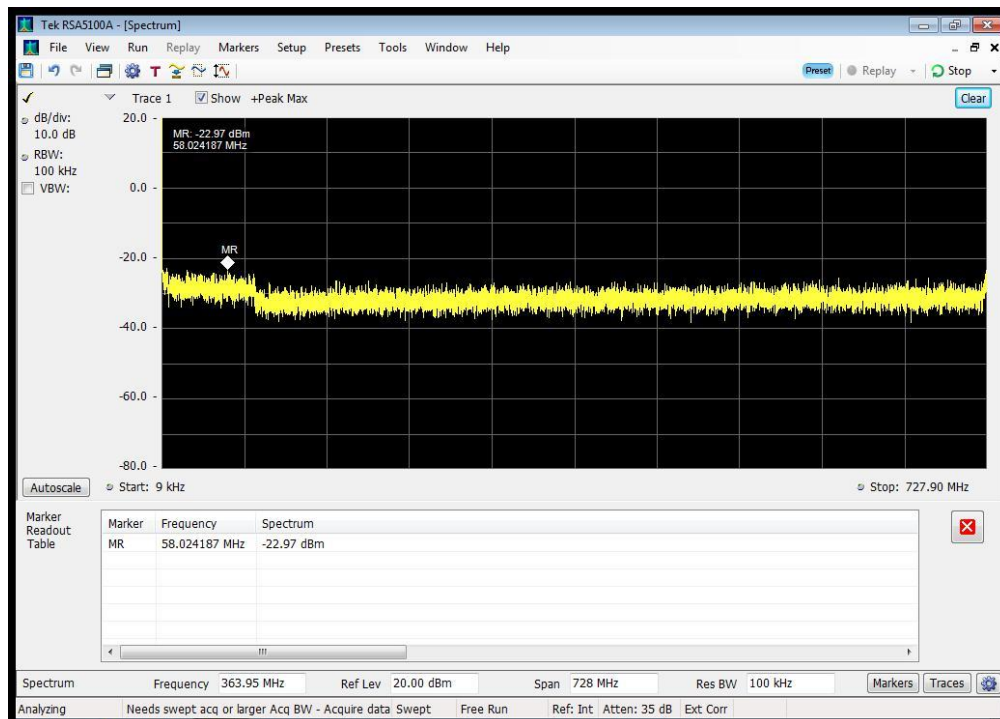 Tek RSA5100A - [Spectrum]
File View Run Replay Markers Setup Presets Tools Window Help
Preset Replay Stop
Trace 1 Show +Peak Max Clear
dB/div:
10.0 dB
RBW:
100 kHz
VBW:
20.0
0.0
-20.0
-40.0
-60.0
-80.0
MR: -22.97 dBm
58.024187 MHz
MR
Autoscale Start: 9 kHz Stop: 727.90 MHz
Marker Readout Table
Marker Frequency Spectrum
MR 58.024187 MHz -22.97 dBm
Spectrum Frequency 363.95 MHz Ref Lev 20.00 dBm Span 728 MHz Res BW 100 kHz Markers Traces
Analyzing Needs swept acq or larger Acq BW - Acquire data Swept Free Run Ref: Int Atten: 35 dB Ext Corr